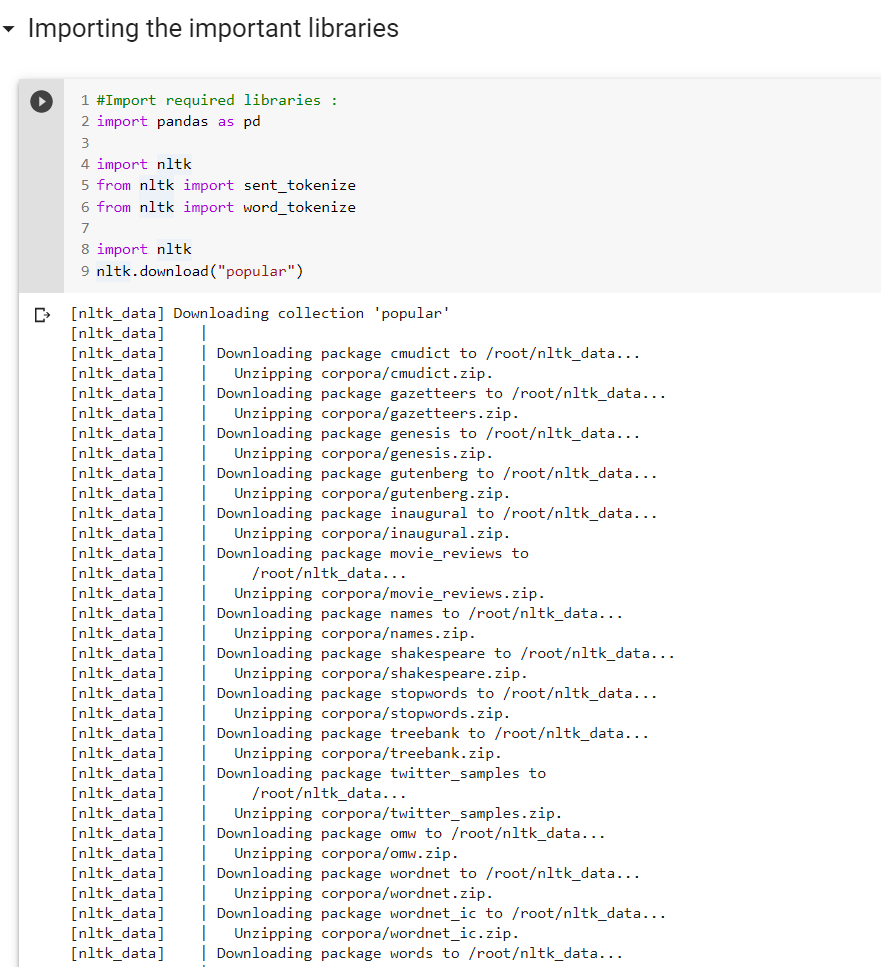 Importing the important libraries
1 #Import required libraries :
2 import pandas as pd
3
4 import nltk
5 from nltk import sent_tokenize
6 from nltk import word_tokenize
7
8 import nltk
9 nltk.download("popular")
[nltk_data] Downloading collection 'popular'
[nltk_data]    |
[nltk_data]    | Downloading package cmudict to /root/nltk_data...
[nltk_data]    |   Unzipping corpora/cmudict.zip.
[nltk_data]    | Downloading package gazetteers to /root/nltk_data...
[nltk_data]    |   Unzipping corpora/gazetteers.zip.
[nltk_data]    | Downloading package genesis to /root/nltk_data...
[nltk_data]    |   Unzipping corpora/genesis.zip.
[nltk_data]    | Downloading package gutenberg to /root/nltk_data...
[nltk_data]    |   Unzipping corpora/gutenberg.zip.
[nltk_data]    | Downloading package inaugural to /root/nltk_data...
[nltk_data]    |   Unzipping corpora/inaugural.zip.
[nltk_data]    | Downloading package movie_reviews to
[nltk_data]    |     /root/nltk_data...
[nltk_data]    |   Unzipping corpora/movie_reviews.zip.
[nltk_data]    | Downloading package names to /root/nltk_data...
[nltk_data]    |   Unzipping corpora/names.zip.
[nltk_data]    | Downloading package shakespeare to /root/nltk_data...
[nltk_data]    |   Unzipping corpora/shakespeare.zip.
[nltk_data]    | Downloading package stopwords to /root/nltk_data...
[nltk_data]    |   Unzipping corpora/stopwords.zip.
[nltk_data]    | Downloading package treebank to /root/nltk_data...
[nltk_data]    |   Unzipping corpora/treebank.zip.
[nltk_data]    | Downloading package twitter_samples to
[nltk_data]    |     /root/nltk_data...
[nltk_data]    |   Unzipping corpora/twitter_samples.zip.
[nltk_data]    | Downloading package omw to /root/nltk_data...
[nltk_data]    |   Unzipping corpora/omw.zip.
[nltk_data]    | Downloading package wordnet to /root/nltk_data...
[nltk_data]    |   Unzipping corpora/wordnet.zip.
[nltk_data]    | Downloading package wordnet_ic to /root/nltk_data...
[nltk_data]    |   Unzipping corpora/wordnet_ic.zip.
[nltk_data]    | Downloading package words to /root/nltk_data...